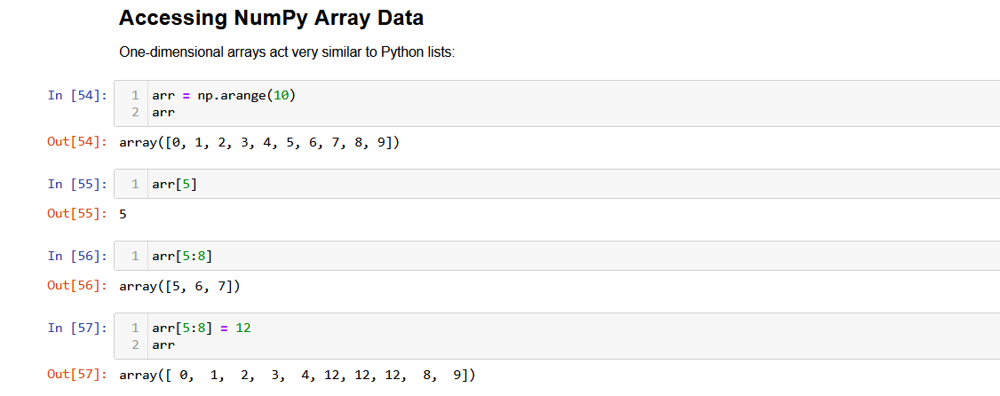 Accessing NumPy Array Data
One-dimensional arrays act very similar to Python lists:
In [54]: 1 arr = np.arange(10)
2 arr
Out[54]: array([0, 1, 2, 3, 4, 5, 6, 7, 8, 9])
In [55]: 1 arr[5]
Out[55]: 5
In [56]: 1 arr[5:8]
Out[56]: array([5, 6, 7])
In [57]: 1 arr[5:8] = 12
2 arr
Out[57]: array([ 0,  1,  2,  3,  4, 12, 12, 12,  8,  9])